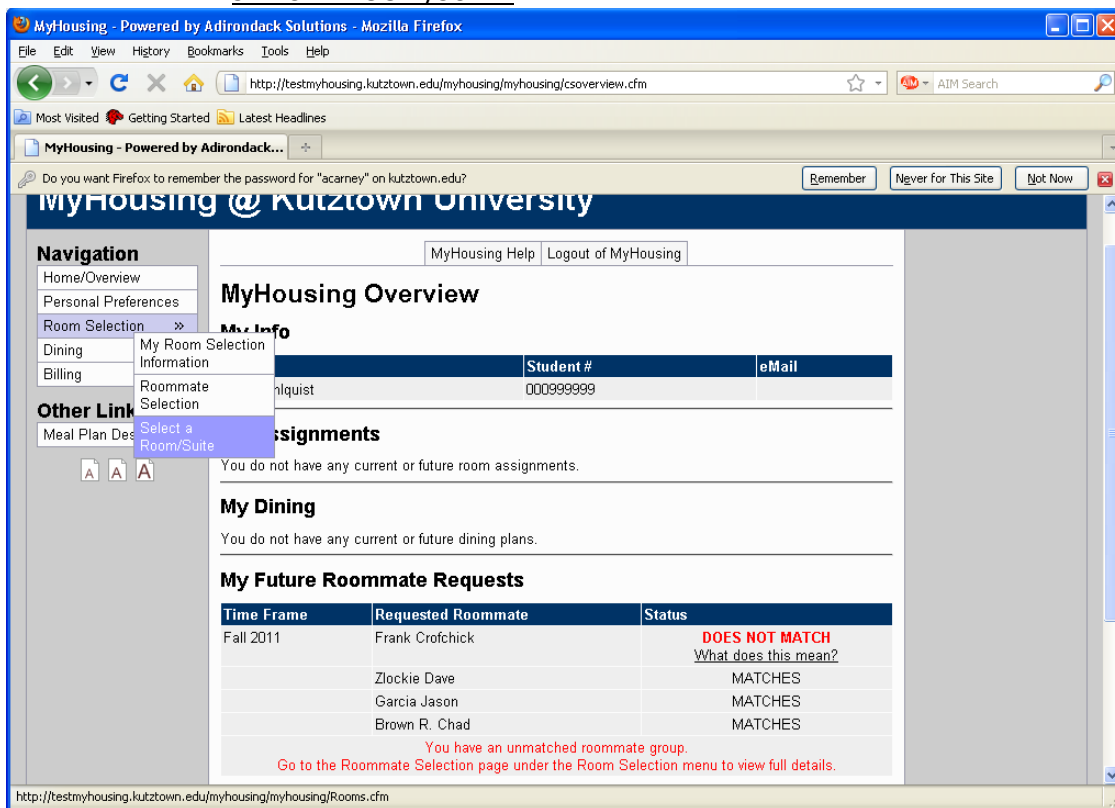 MyHousing - Powered by Adirondack Solutions - Mozilla Firefox
File Edit View History Bookmarks Tools Help
http://testmyhousing.kutztown.edu/myhousing/myhousing/csoverview.cfm
AIM Search
Most Visited Getting Started Latest Headlines
MyHousing - Powered by Adirondack...
Do you want Firefox to remember the password for "acarney" on kutztown.edu? Remember Never for This Site Not Now
MyHousing @ Kutztown University
Navigation
Home/Overview
Personal Preferences
Room Selection »
Dining
Billing
My Room Selection
Information
Roommate
Selection
Select a
Room/Suite
Other Link
Meal Plan Des
A A A
MyHousing Help Logout of MyHousing
MyHousing Overview
My Info
Student # eMail
nlquist 000999999
ssignments
You do not have any current or future room assignments.
My Dining
You do not have any current or future dining plans.
My Future Roommate Requests
Time Frame Requested Roommate Status
Fall 2011 Frank Crofchick DOES NOT MATCH
What does this mean?
Zlockie Dave MATCHES
Garcia Jason MATCHES
Brown R. Chad MATCHES
You have an unmatched roommate group.
Go to the Roommate Selection page under the Room Selection menu to view full details.
http://testmyhousing.kutztown.edu/myhousing/myhousing/Rooms.cfm